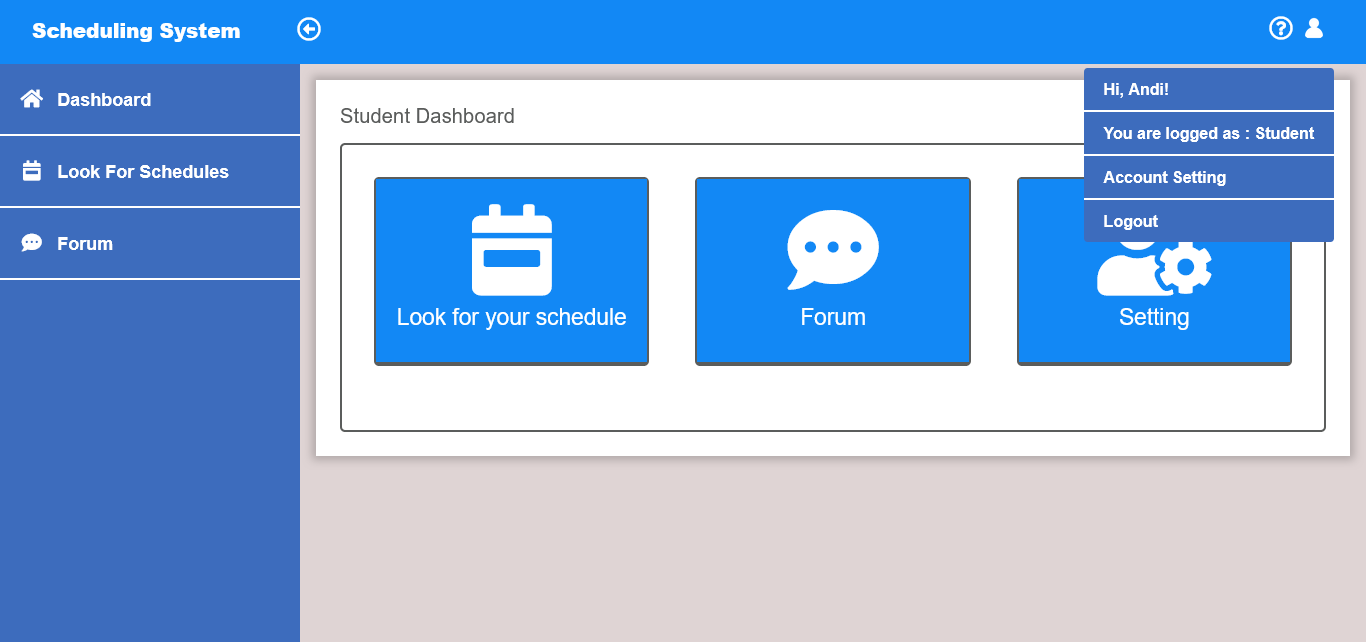 Scheduling System
Dashboard
Look For Schedules
Forum
Hi, Andi!
You are logged as : Student
Account Setting
Logout
Student Dashboard
Look for your schedule
Forum
Setting